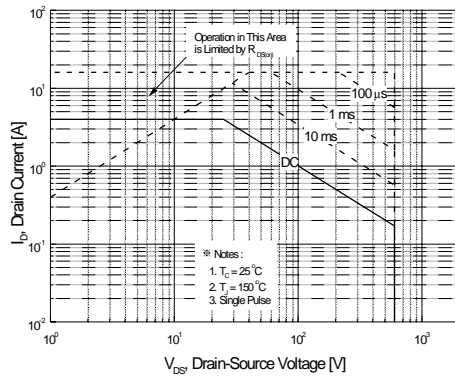 10²
Operation in This Area
is Limited by R DS(on)
10¹
100 μs
1 ms
10 ms
10⁰
DC
10⁻¹
※ Notes :
1. T_C = 25 °C
2. T_J = 150 °C
3. Single Pulse
10⁻²
10⁰ 10¹ 10² 10³
I_D, Drain Current [A]
V_DS, Drain-Source Voltage [V]